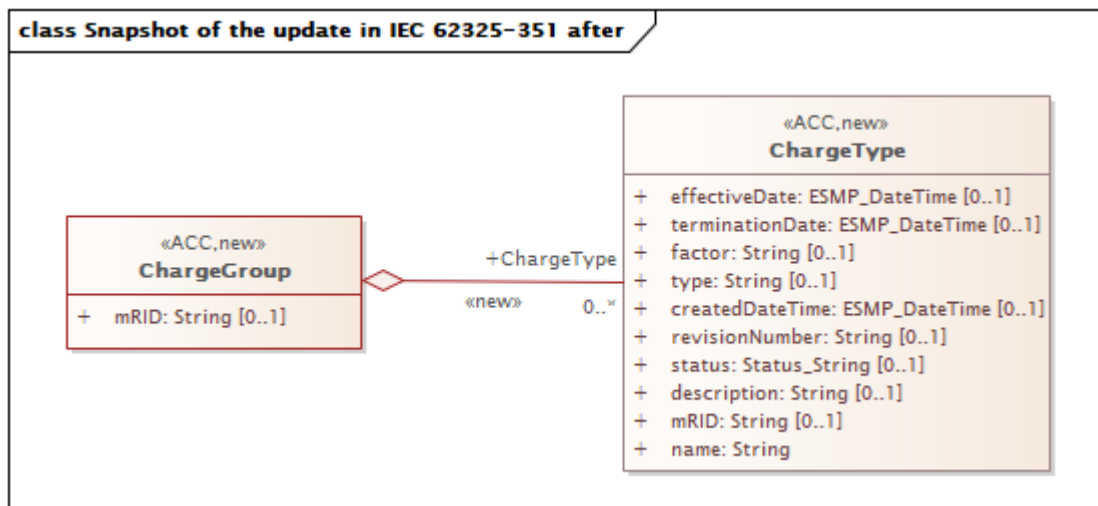 class Snapshot of the update in IEC 62325-351 after
«ACC,new»
ChargeGroup
+ mRID: String [0..1]
+ChargeType
«new»
0..*
«ACC,new»
ChargeType
+ effectiveDate: ESMP_DateTime [0..1]
+ terminationDate: ESMP_DateTime [0..1]
+ factor: String [0..1]
+ type: String [0..1]
+ createdDateTime: ESMP_DateTime [0..1]
+ revisionNumber: String [0..1]
+ status: Status_String [0..1]
+ description: String [0..1]
+ mRID: String [0..1]
+ name: String